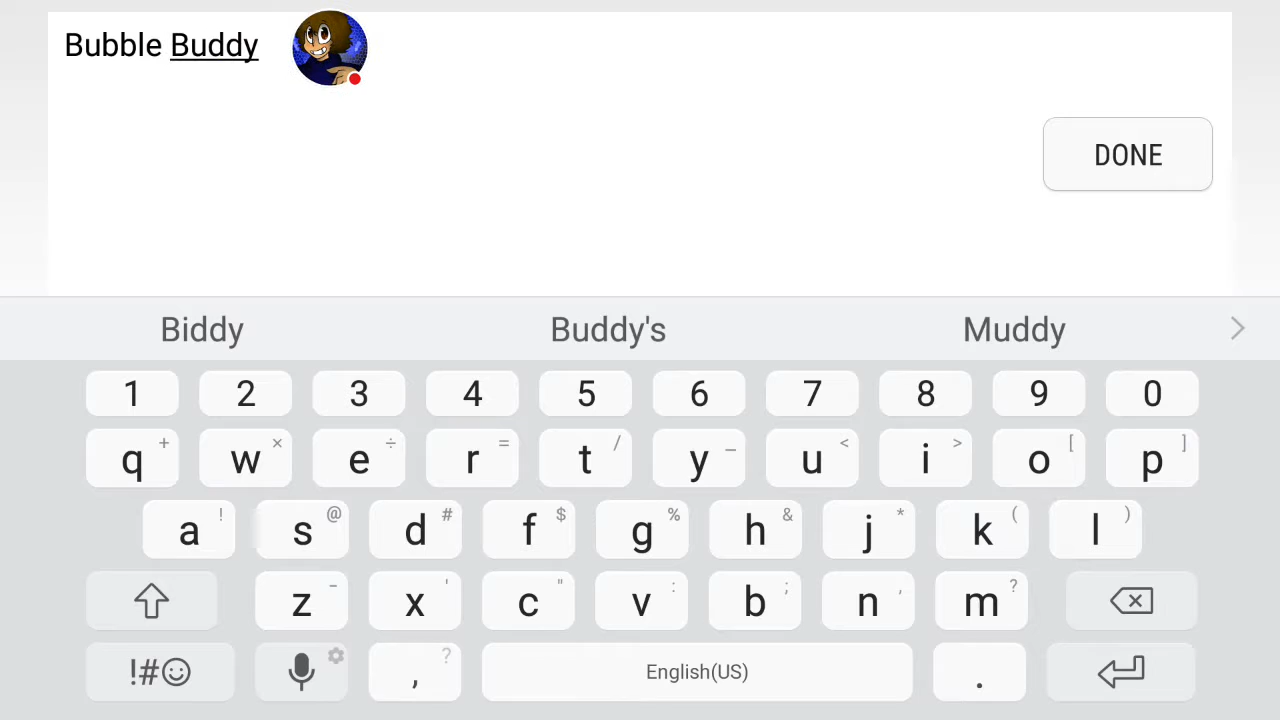 Bubble Buddy
DONE
Biddy Buddy's Muddy
1 2 3 4 5 6 7 8 9 0
q + w × e ÷ r = t / y _ u < i > o [ p ]
a ! s @ d # f $ g % h & j * k ( l )
z - x ' c " v : b ; n , m ?
!#☺ , ? English(US) .